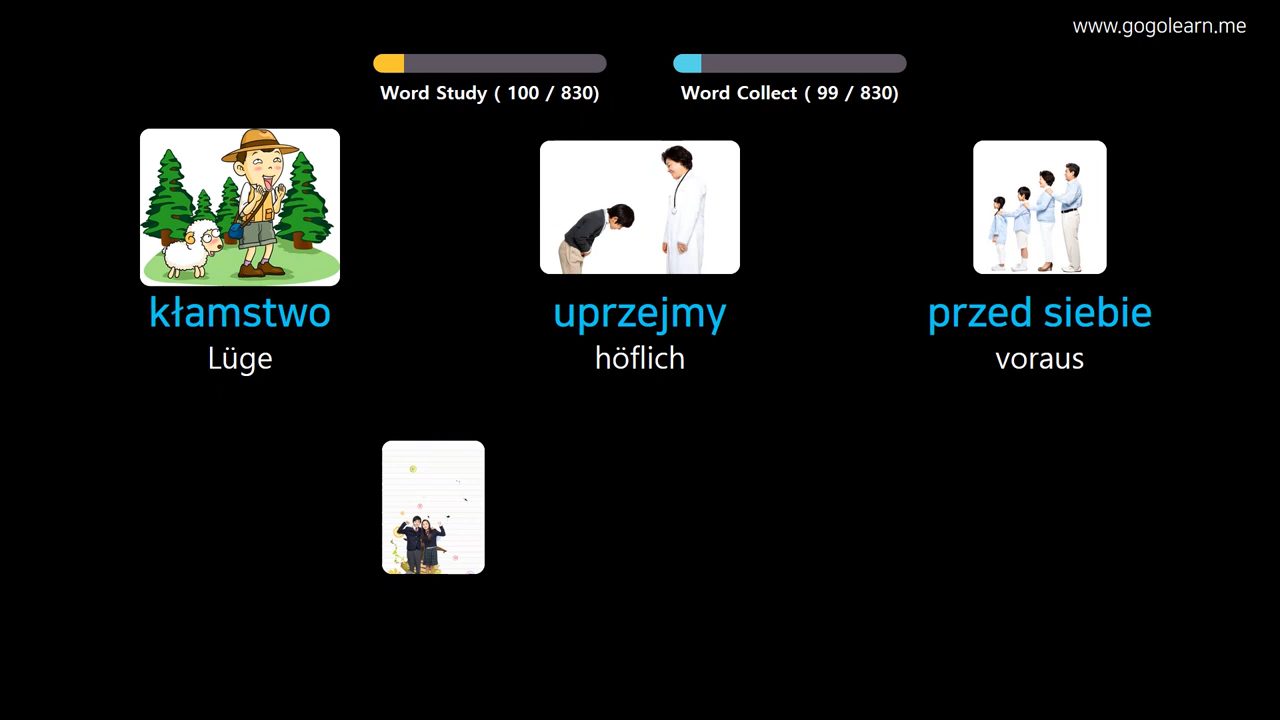 www.gogolearn.me
Word Study ( 100 / 830)
Word Collect ( 99 / 830)
kłamstwo
uprzejmy
przed siebie
Lüge
höflich
voraus